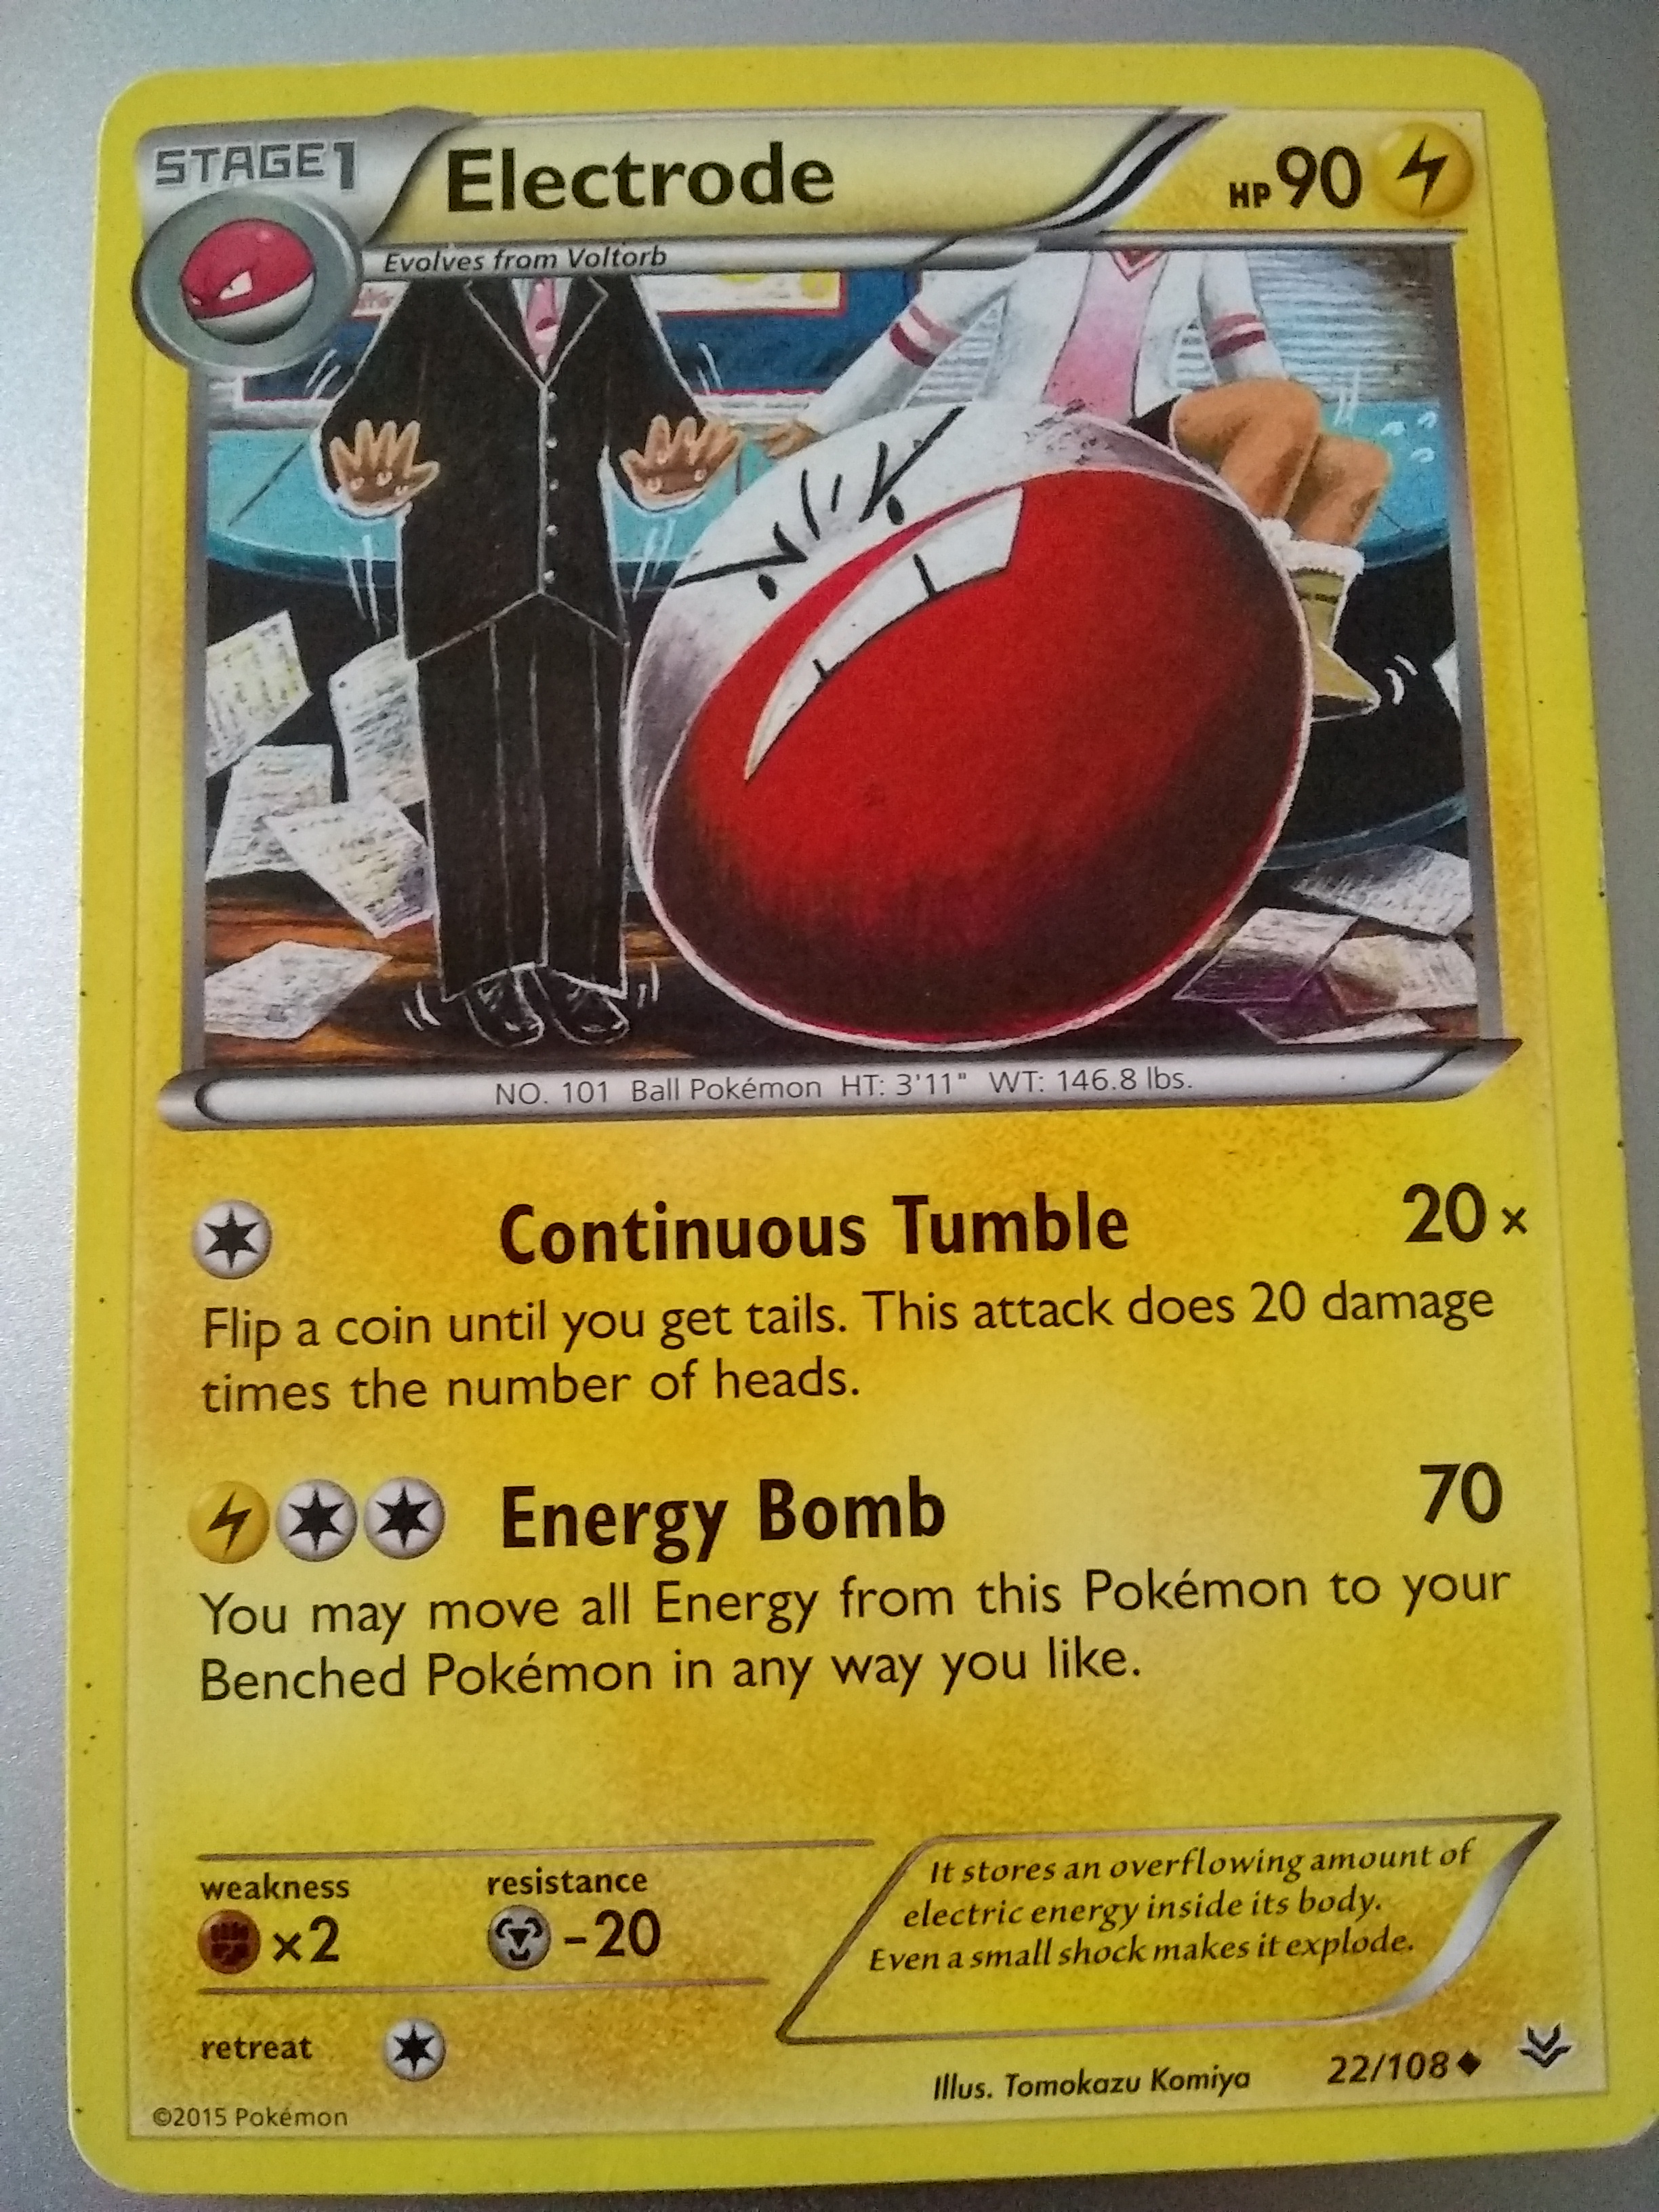 STAGE1
Electrode
HP 90
Evolves from Voltorb
NO. 101 Ball Pokémon HT: 3'11" WT: 146.8 lbs.
Continuous Tumble 20×
Flip a coin until you get tails. This attack does 20 damage
times the number of heads.
Energy Bomb 70
You may move all Energy from this Pokémon to your
Benched Pokémon in any way you like.
weakness
×2
resistance
-20
It stores an overflowing amount of
electric energy inside its body.
Even a small shock makes it explode.
retreat
Illus. Tomokazu Komiya
22/108
©2015 Pokémon